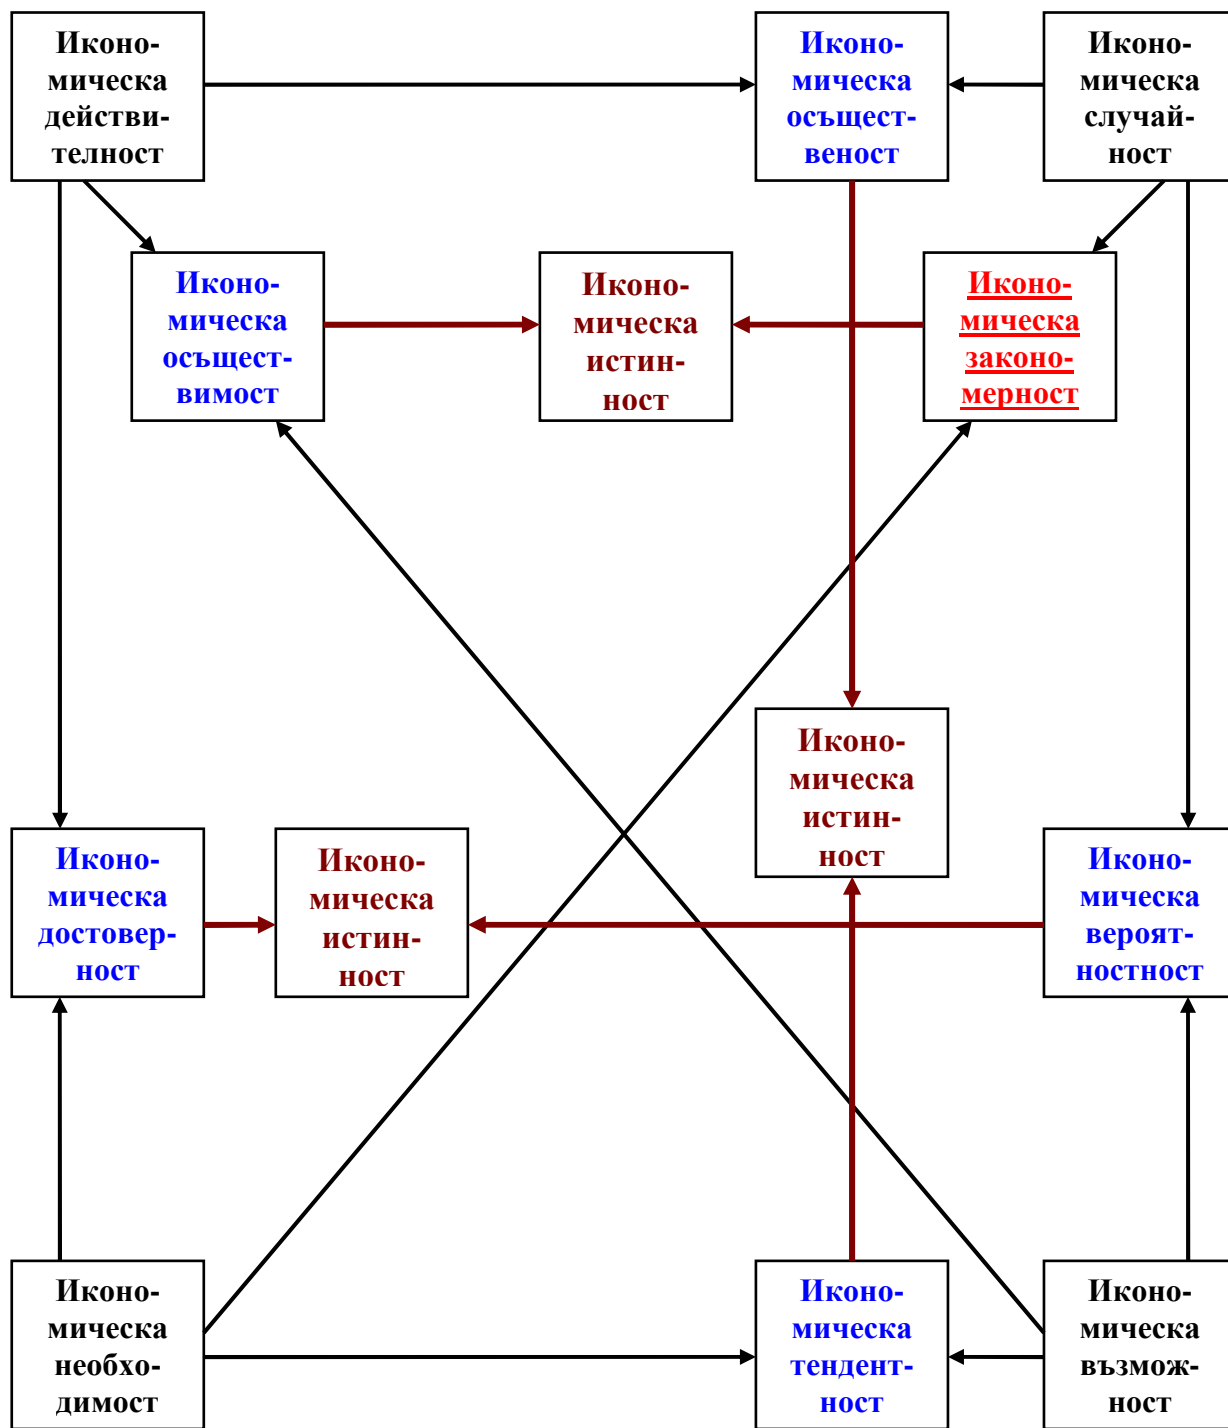 Иконо-
мическа
действи-
телност
Иконо-
мическа
осъщест-
веност
Иконо-
мическа
случай-
ност
Иконо-
мическа
осъщест-
вимост
Иконо-
мическа
истин-
ност
Иконо-
мическа
законо-
мерност
Иконо-
мическа
истин-
ност
Иконо-
мическа
достовер-
ност
Иконо-
мическа
истин-
ност
Иконо-
мическа
вероят-
ностност
Иконо-
мическа
необхо-
димост
Иконо-
мическа
тендент-
ност
Иконо-
мическа
възмож-
ност